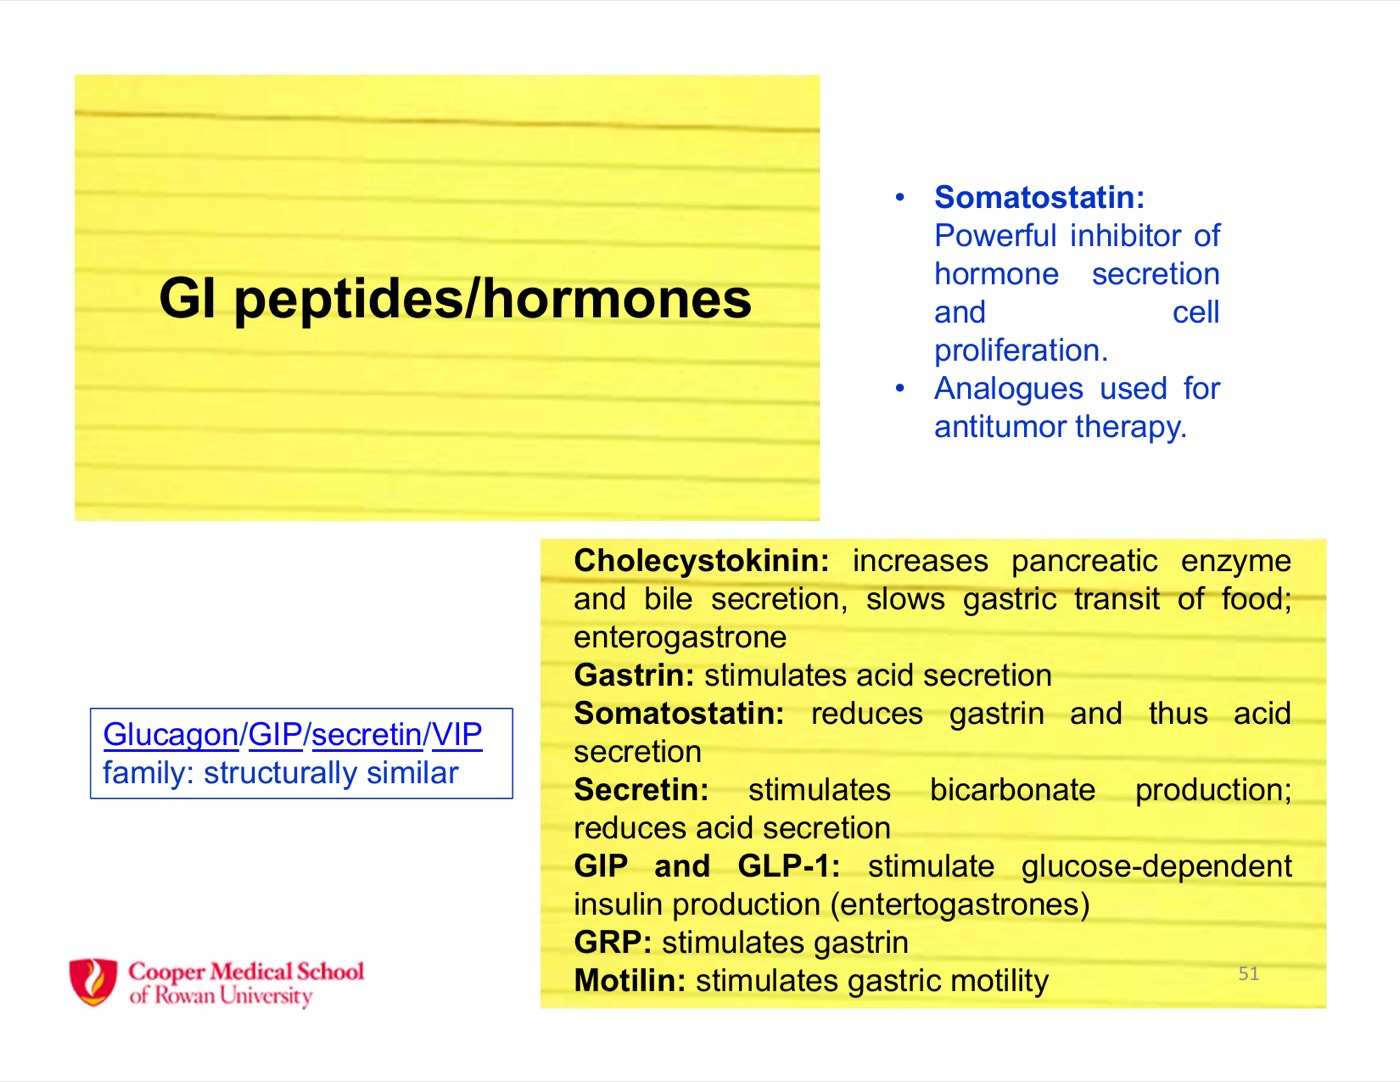 GI peptides/hormones
• Somatostatin:
Powerful inhibitor of
hormone secretion
and cell
proliferation.
• Analogues used for
antitumor therapy.
Cholecystokinin: increases pancreatic enzyme
and bile secretion, slows gastric transit of food;
enterogastrone
Gastrin: stimulates acid secretion
Somatostatin: reduces gastrin and thus acid
secretion
Secretin: stimulates bicarbonate production;
reduces acid secretion
GIP and GLP-1: stimulate glucose-dependent
insulin production (entertogastrones)
GRP: stimulates gastrin
Motilin: stimulates gastric motility
Glucagon/GIP/secretin/VIP
family: structurally similar
Cooper Medical School
of Rowan University
51